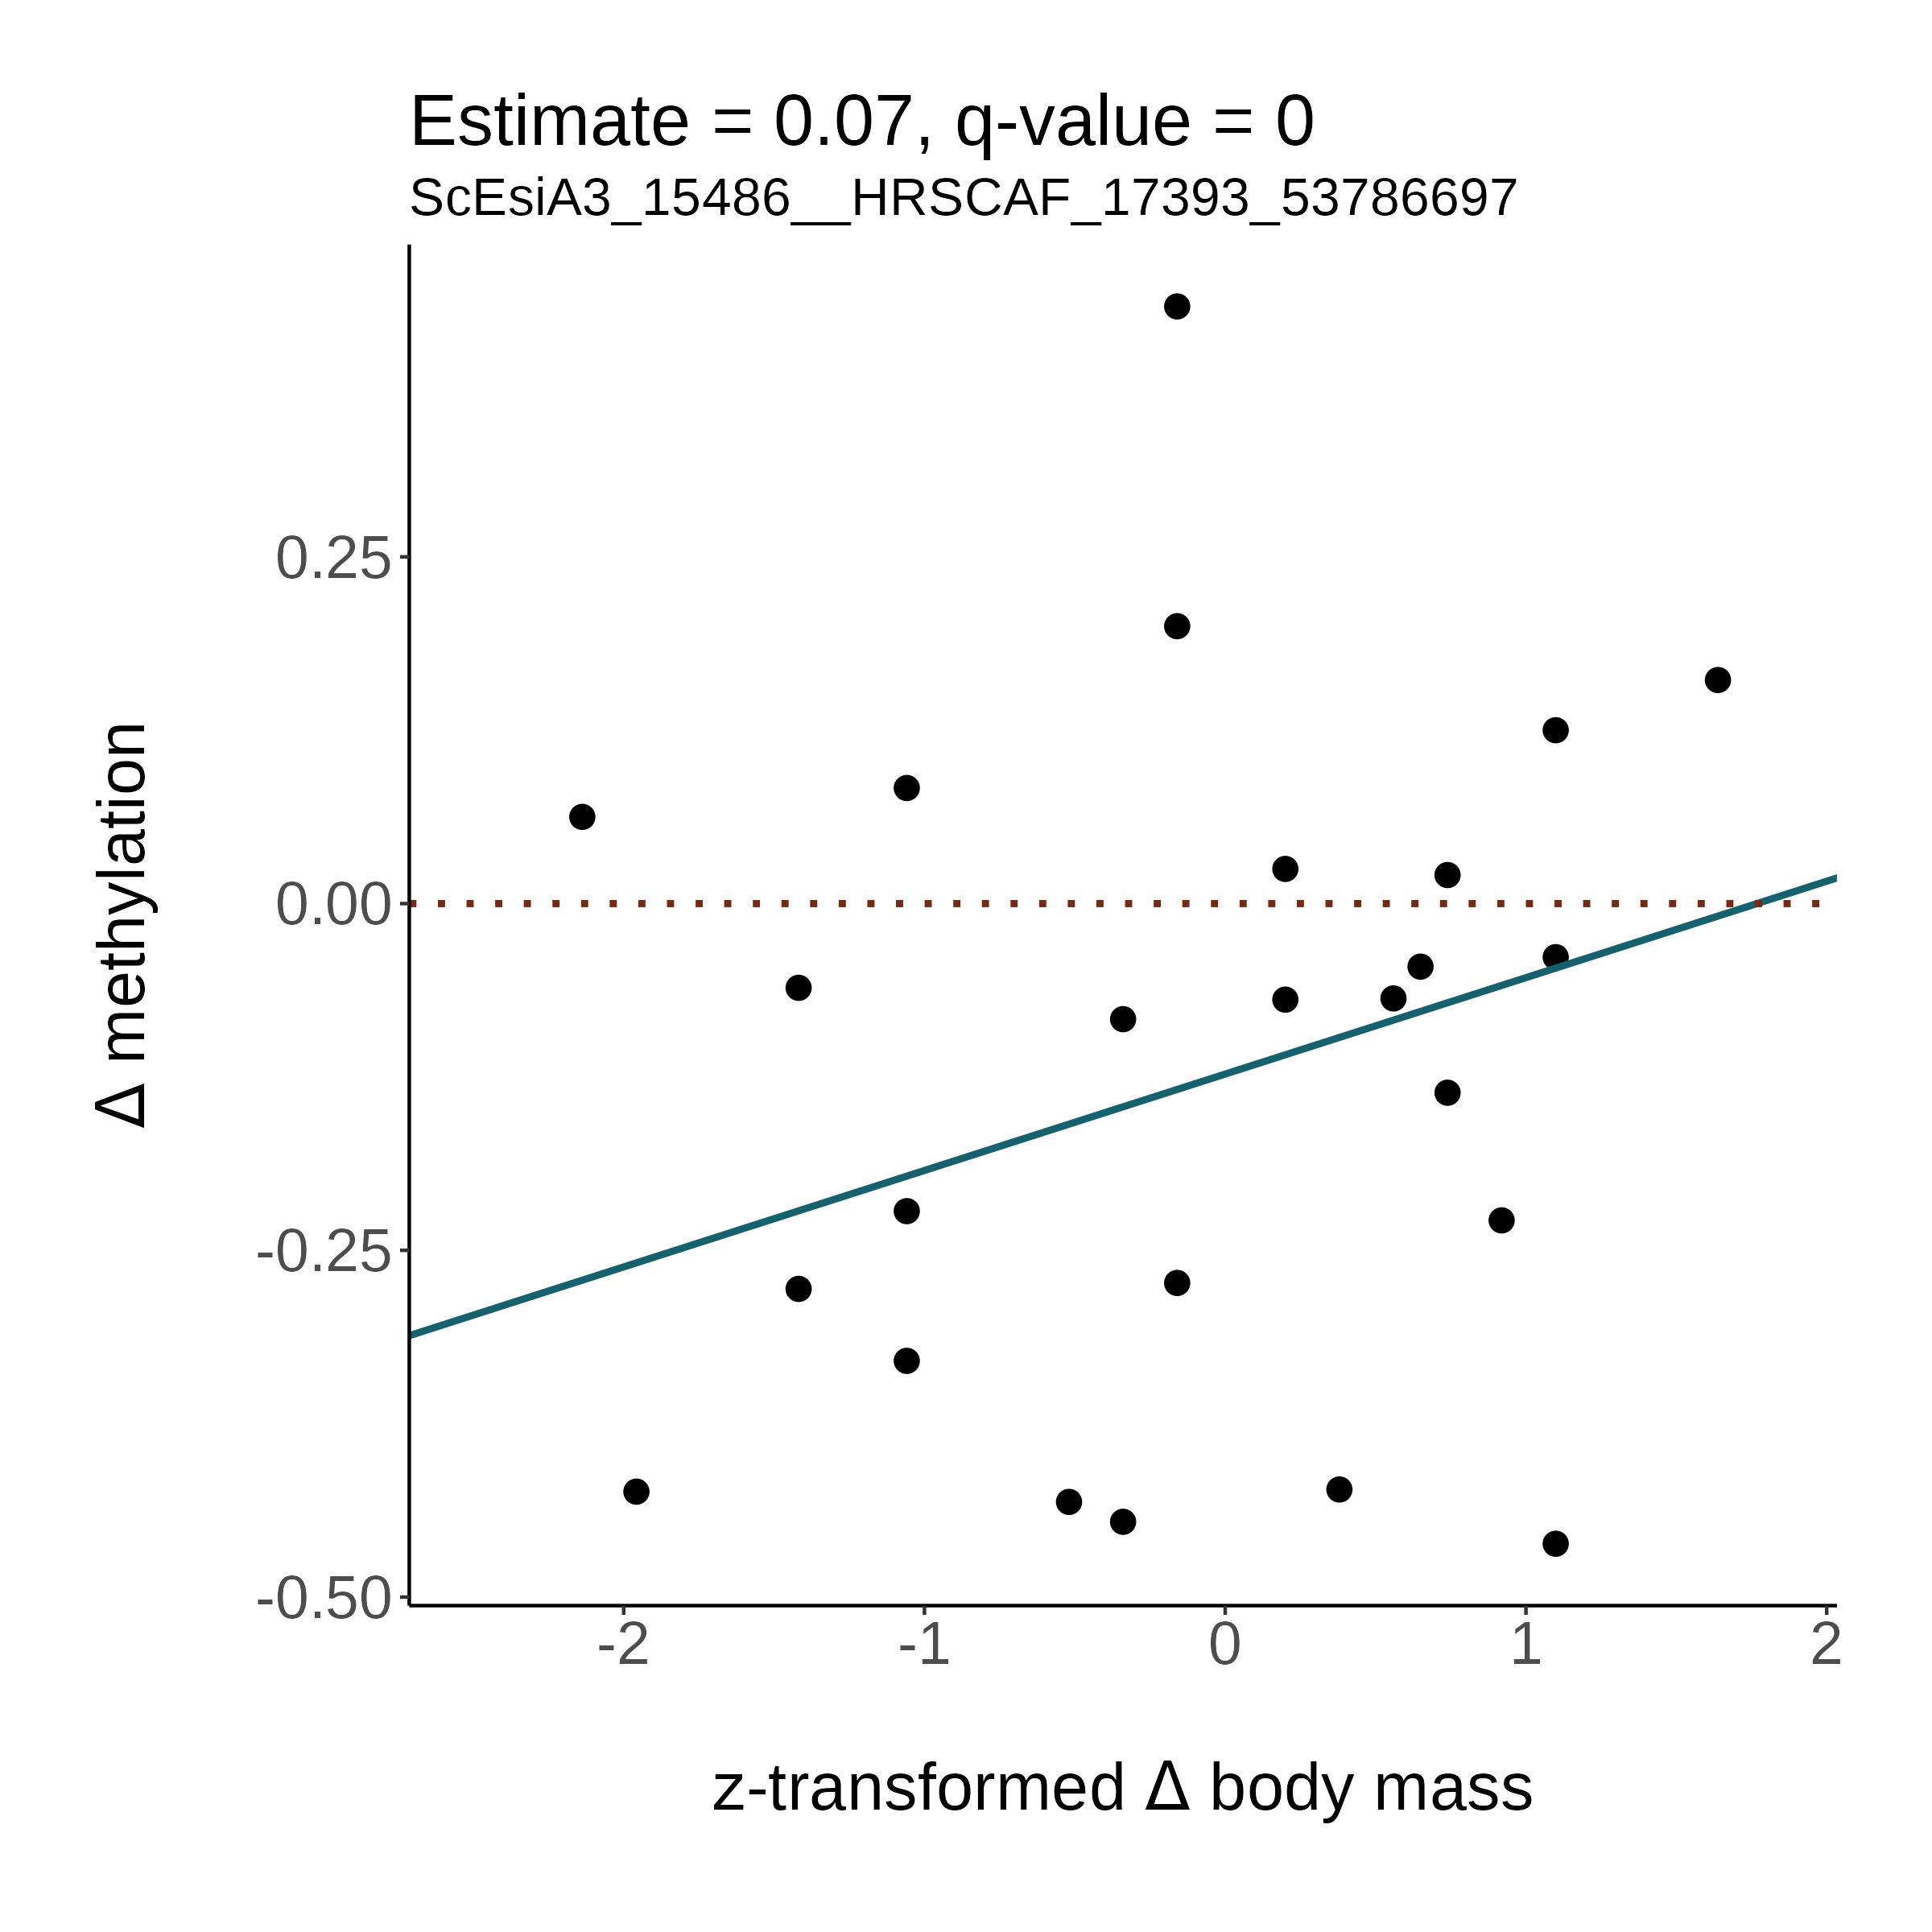 Estimate = 0.07, q-value = 0
ScEsiA3_15486__HRSCAF_17393_53786697
Δ methylation
0.25
0.00
-0.25
-0.50
-2
-1
0
1
2
z-transformed Δ body mass